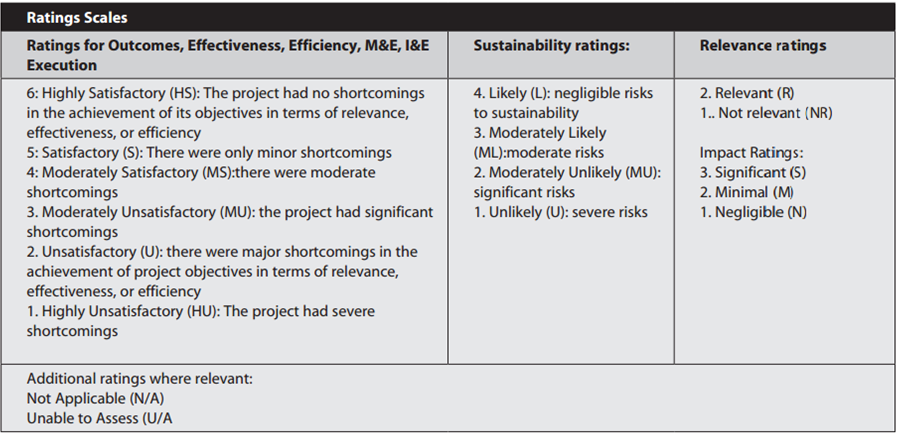 Ratings Scales
Ratings for Outcomes, Effectiveness, Efficiency, M&E, I&E
Execution
Sustainability ratings:
Relevance ratings
6: Highly Satisfactory (HS): The project had no shortcomings
in the achievement of its objectives in terms of relevance,
effectiveness, or efficiency
5: Satisfactory (S): There were only minor shortcomings
4: Moderately Satisfactory (MS):there were moderate
shortcomings
3. Moderately Unsatisfactory (MU): the project had significant
shortcomings
2. Unsatisfactory (U): there were major shortcomings in the
achievement of project objectives in terms of relevance,
effectiveness, or efficiency
1. Highly Unsatisfactory (HU): The project had severe
shortcomings
4. Likely (L): negligible risks
to sustainability
3. Moderately Likely
(ML):moderate risks
2. Moderately Unlikely (MU):
significant risks
1. Unlikely (U): severe risks
2. Relevant (R)
1.. Not relevant (NR)
Impact Ratings:
3. Significant (S)
2. Minimal (M)
1. Negligible (N)
Additional ratings where relevant:
Not Applicable (N/A)
Unable to Assess (U/A